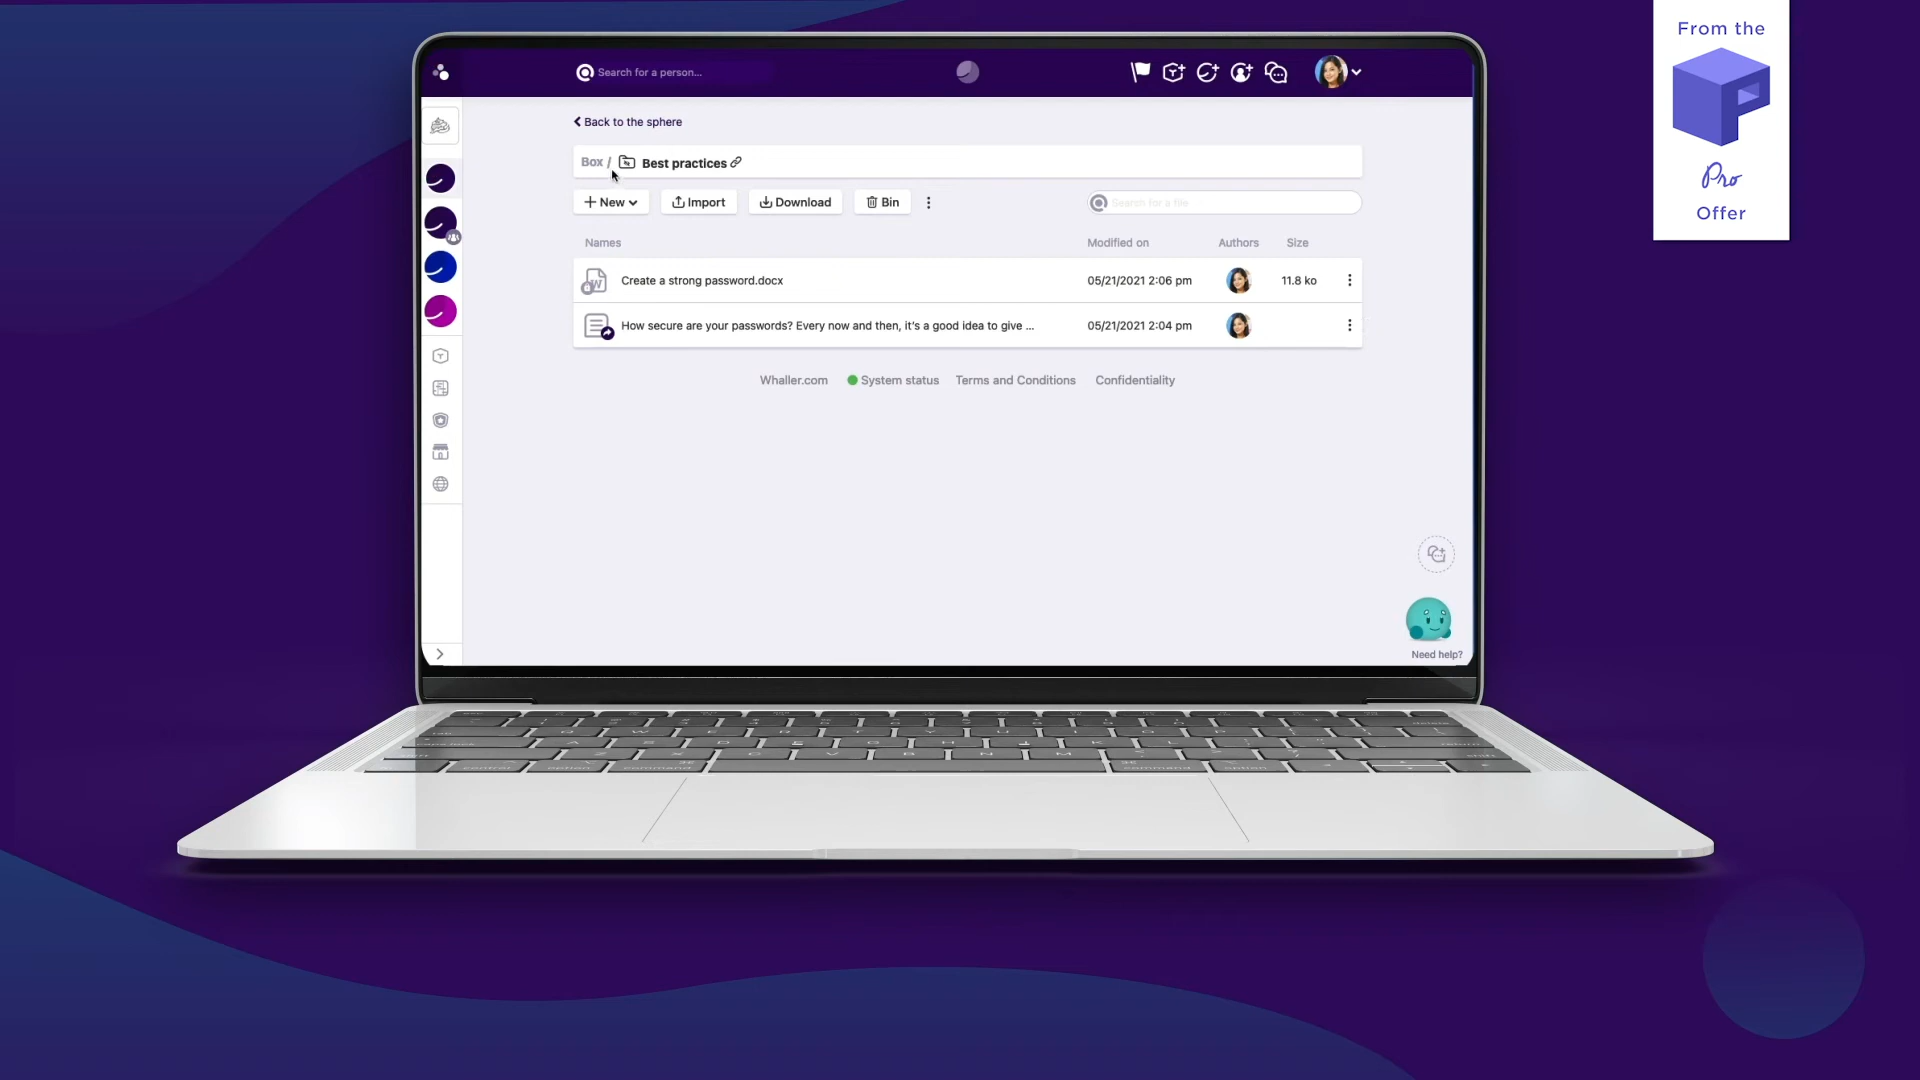 From the
Pro
Offer
Search for a person...
Back to the sphere
Box / Best practices
New
Import
Download
Bin
Search for a file
Names Modified on Authors Size
Create a strong password.docx 05/21/2021 2:06 pm 11.8 ko
How secure are your passwords? Every now and then, it's a good idea to give ... 05/21/2021 2:04 pm
Whaller.com System status Terms and Conditions Confidentiality
Need help?